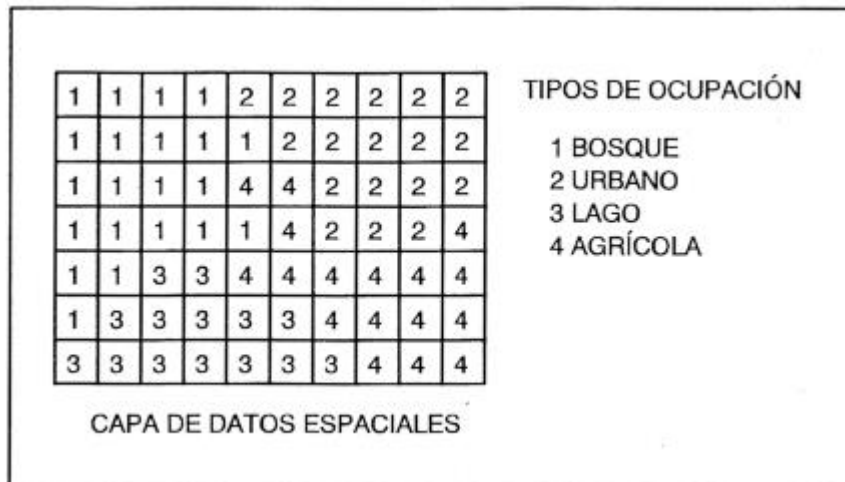 1 1 1 1 2 2 2 2 2 2
1 1 1 1 1 2 2 2 2 2
1 1 1 1 4 4 2 2 2 2
1 1 1 1 1 4 2 2 2 4
1 1 3 3 4 4 4 4 4 4
1 3 3 3 3 3 4 4 4 4
3 3 3 3 3 3 3 4 4 4
CAPA DE DATOS ESPACIALES
TIPOS DE OCUPACIÓN
1 BOSQUE
2 URBANO
3 LAGO
4 AGRÍCOLA